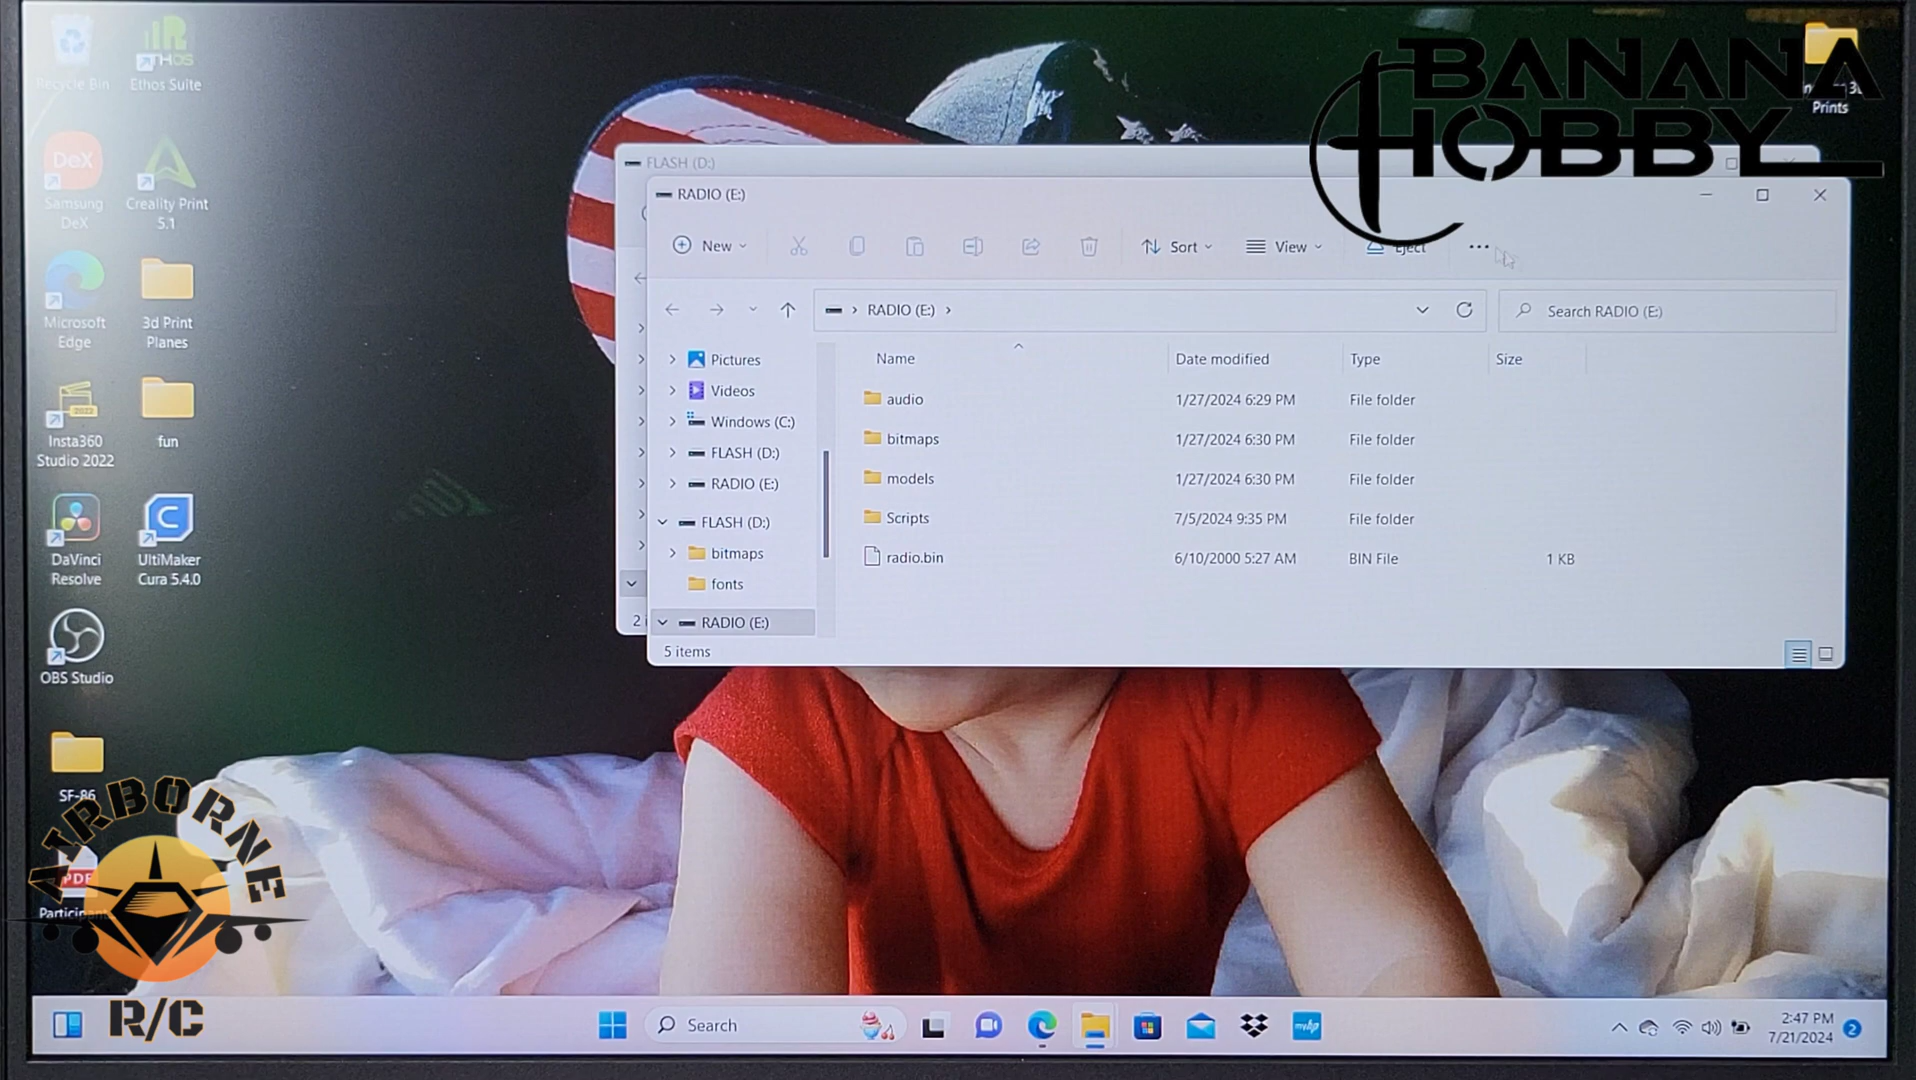 Recycle Bin
Ethos Suite
DeX
Samsung DeX
Creality Print 5.1
Microsoft Edge
3d Print Planes
2022
Insta360 Studio 2022
fun
DaVinci Resolve
UltiMaker Cura 5.4.0
OBS Studio
SF-86
PDF
AIRBORNE
R/C
BANANA
HOBBY
Prints
FLASH (D:)
RADIO (E:)
New
Sort
View
Eject
RADIO (E:)
Search RADIO (E:)
Name Date modified Type Size
Pictures
Videos
Windows (C:)
FLASH (D:)
RADIO (E:)
FLASH (D:)
bitmaps
fonts
RADIO (E:)
audio 1/27/2024 6:29 PM File folder
bitmaps 1/27/2024 6:30 PM File folder
models 1/27/2024 6:30 PM File folder
Scripts 7/5/2024 9:35 PM File folder
radio.bin 6/10/2000 5:27 AM BIN File 1 KB
5 items
Search
myhp
2:47 PM
7/21/2024
2